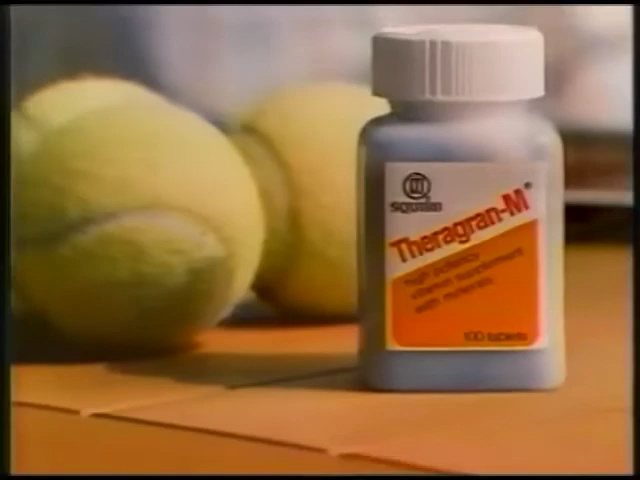 SQUIBB
Theragran-M®
high potency
vitamin supplement
with minerals
100 tablets